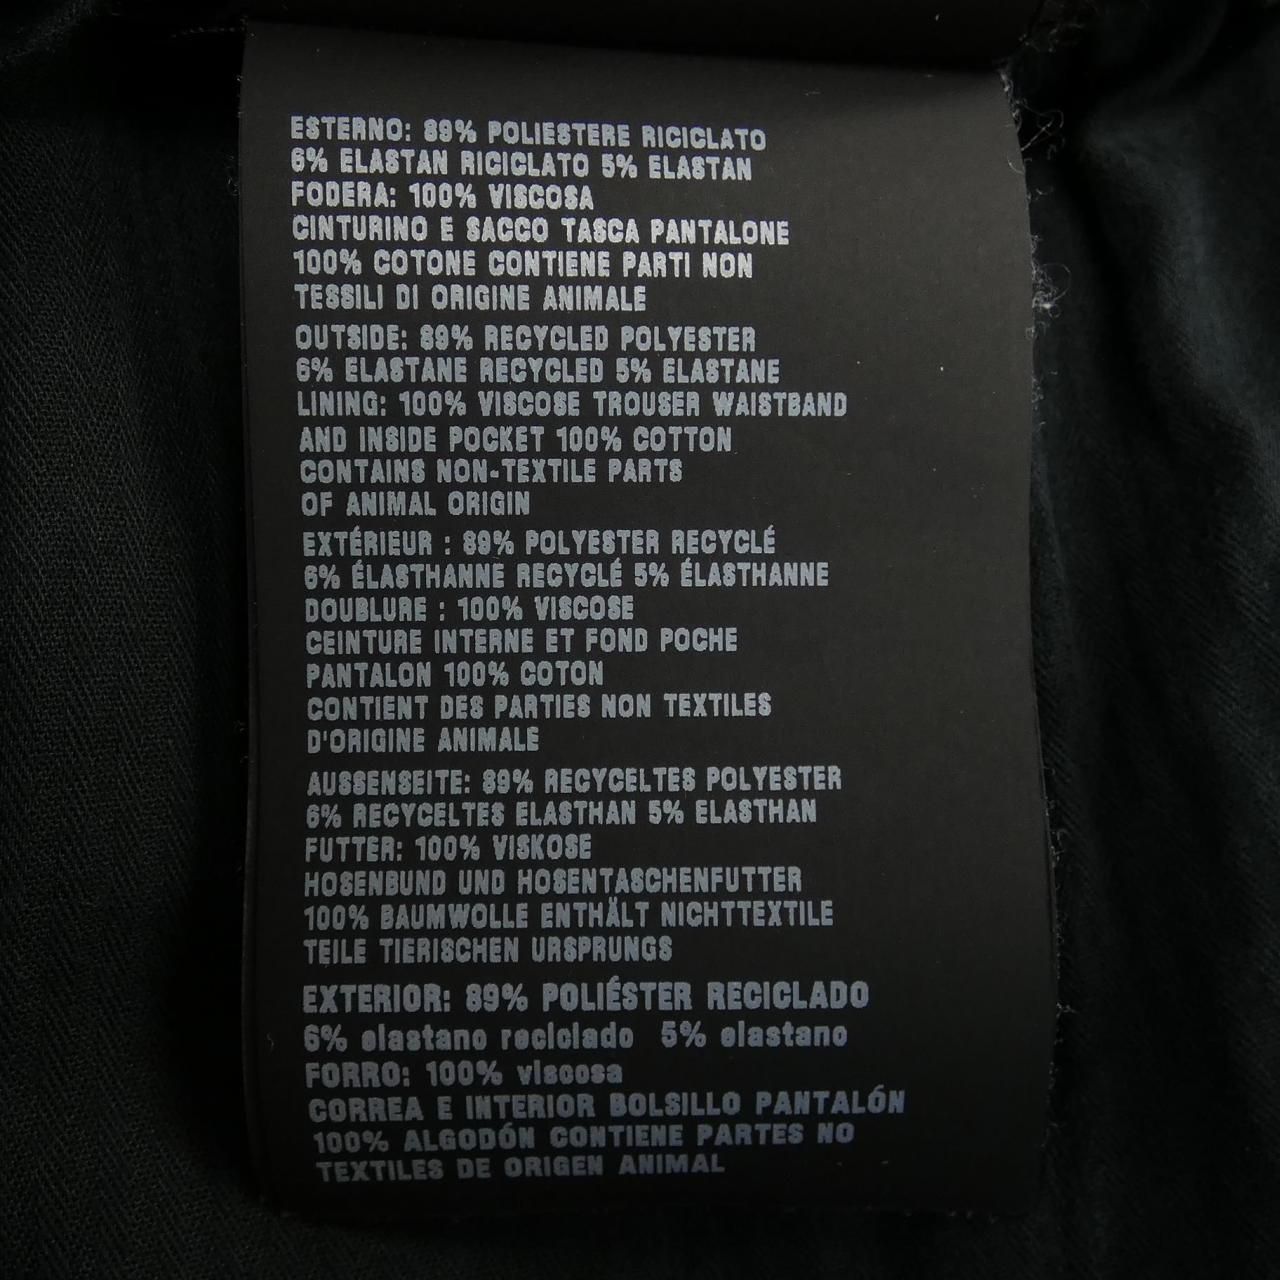 ESTERNO: 89% POLIESTERE RICICLATO
6% ELASTAN RICICLATO 5% ELASTAN
FODERA: 100% VISCOSA
CINTURINO E SACCO TASCA PANTALONE
100% COTONE CONTIENE PARTI NON
TESSILI DI ORIGINE ANIMALE
OUTSIDE: 89% RECYCLED POLYESTER
6% ELASTANE RECYCLED 5% ELASTANE
LINING: 100% VISCOSE TROUSER WAISTBAND
AND INSIDE POCKET 100% COTTON
CONTAINS NON-TEXTILE PARTS
OF ANIMAL ORIGIN
EXTÉRIEUR : 89% POLYESTER RECYCLÉ
6% ÉLASTHANNE RECYCLÉ 5% ÉLASTHANNE
DOUBLURE : 100% VISCOSE
CEINTURE INTERNE ET FOND POCHE
PANTALON 100% COTON
CONTIENT DES PARTIES NON TEXTILES
D'ORIGINE ANIMALE
AUSSENSEITE: 89% RECYCELTES POLYESTER
6% RECYCELTES ELASTHAN 5% ELASTHAN
FUTTER: 100% VISKOSE
HOSENBUND UND HOSENTASCHENFUTTER
100% BAUMWOLLE ENTHÄLT NICHTTEXTILE
TEILE TIERISCHEN URSPRUNGS
EXTERIOR: 89% POLIÉSTER RECICLADO
6% elastano reciclado 5% elastano
FORRO: 100% viscosa
CORREA E INTERIOR BOLSILLO PANTALÓN
100% ALGODÓN CONTIENE PARTES NO
TEXTILES DE ORIGEN ANIMAL